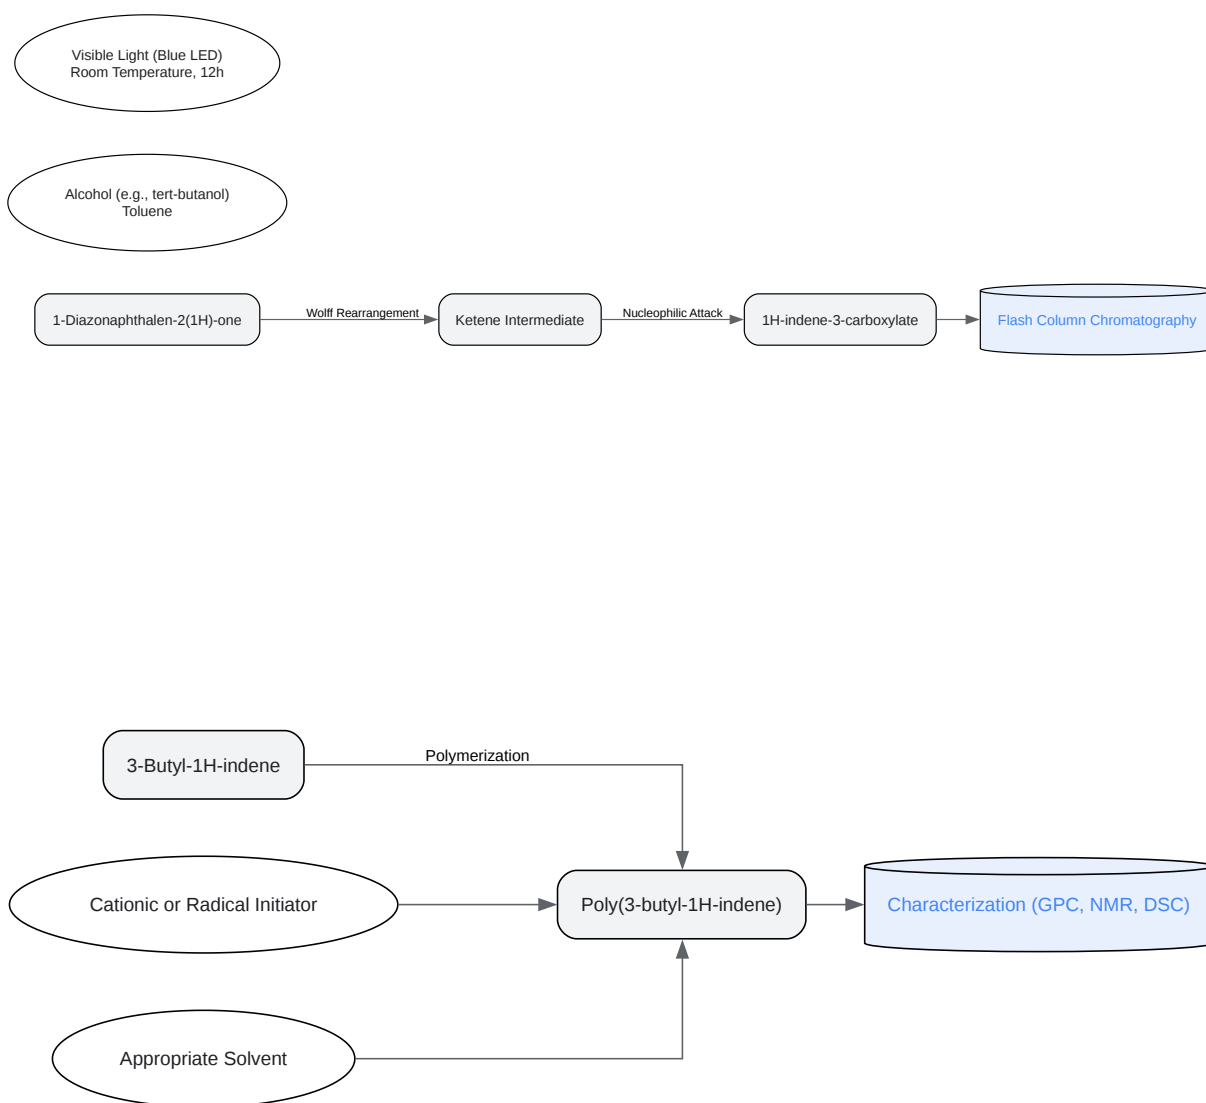 Visible Light (Blue LED)
Room Temperature, 12h
Alcohol (e.g., tert-butanol)
Toluene
1-Diazonaphthalen-2(1H)-one
Wolff Rearrangement
Ketene Intermediate
Nucleophilic Attack
1H-indene-3-carboxylate
Flash Column Chromatography
3-Butyl-1H-indene
Polymerization
Cationic or Radical Initiator
Poly(3-butyl-1H-indene)
Characterization (GPC, NMR, DSC)
Appropriate Solvent